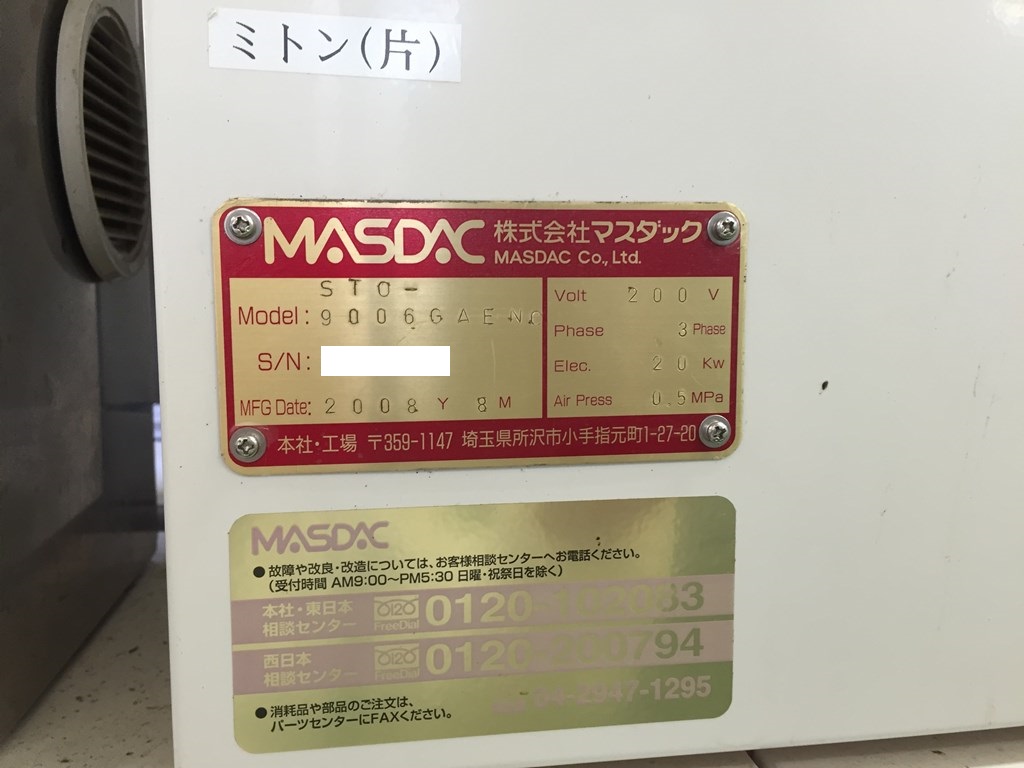 ミトン(片)
MASDAC 株式会社マスダック
MASDAC Co., Ltd.
STO-
Model: 9006GAENC
S/N:
MFG Date: 2008 Y 8 M
Volt 200 V
Phase 3 Phase
Elec. 20 Kw
Air Press 0.5 MPa
本社・工場 〒359-1147 埼玉県所沢市小手指元町1-27-20
MASDAC
●故障や改良・改造については、お客様相談センターへお電話ください。
(受付時間 AM9:00〜PM5:30 日曜・祝祭日を除く)
本社・東日本
相談センター FreeDial 0120-102083
西日本
相談センター FreeDial 0120-200794
●消耗品や部品のご注文は、
パーツセンターにFAXください。
04-2947-1295